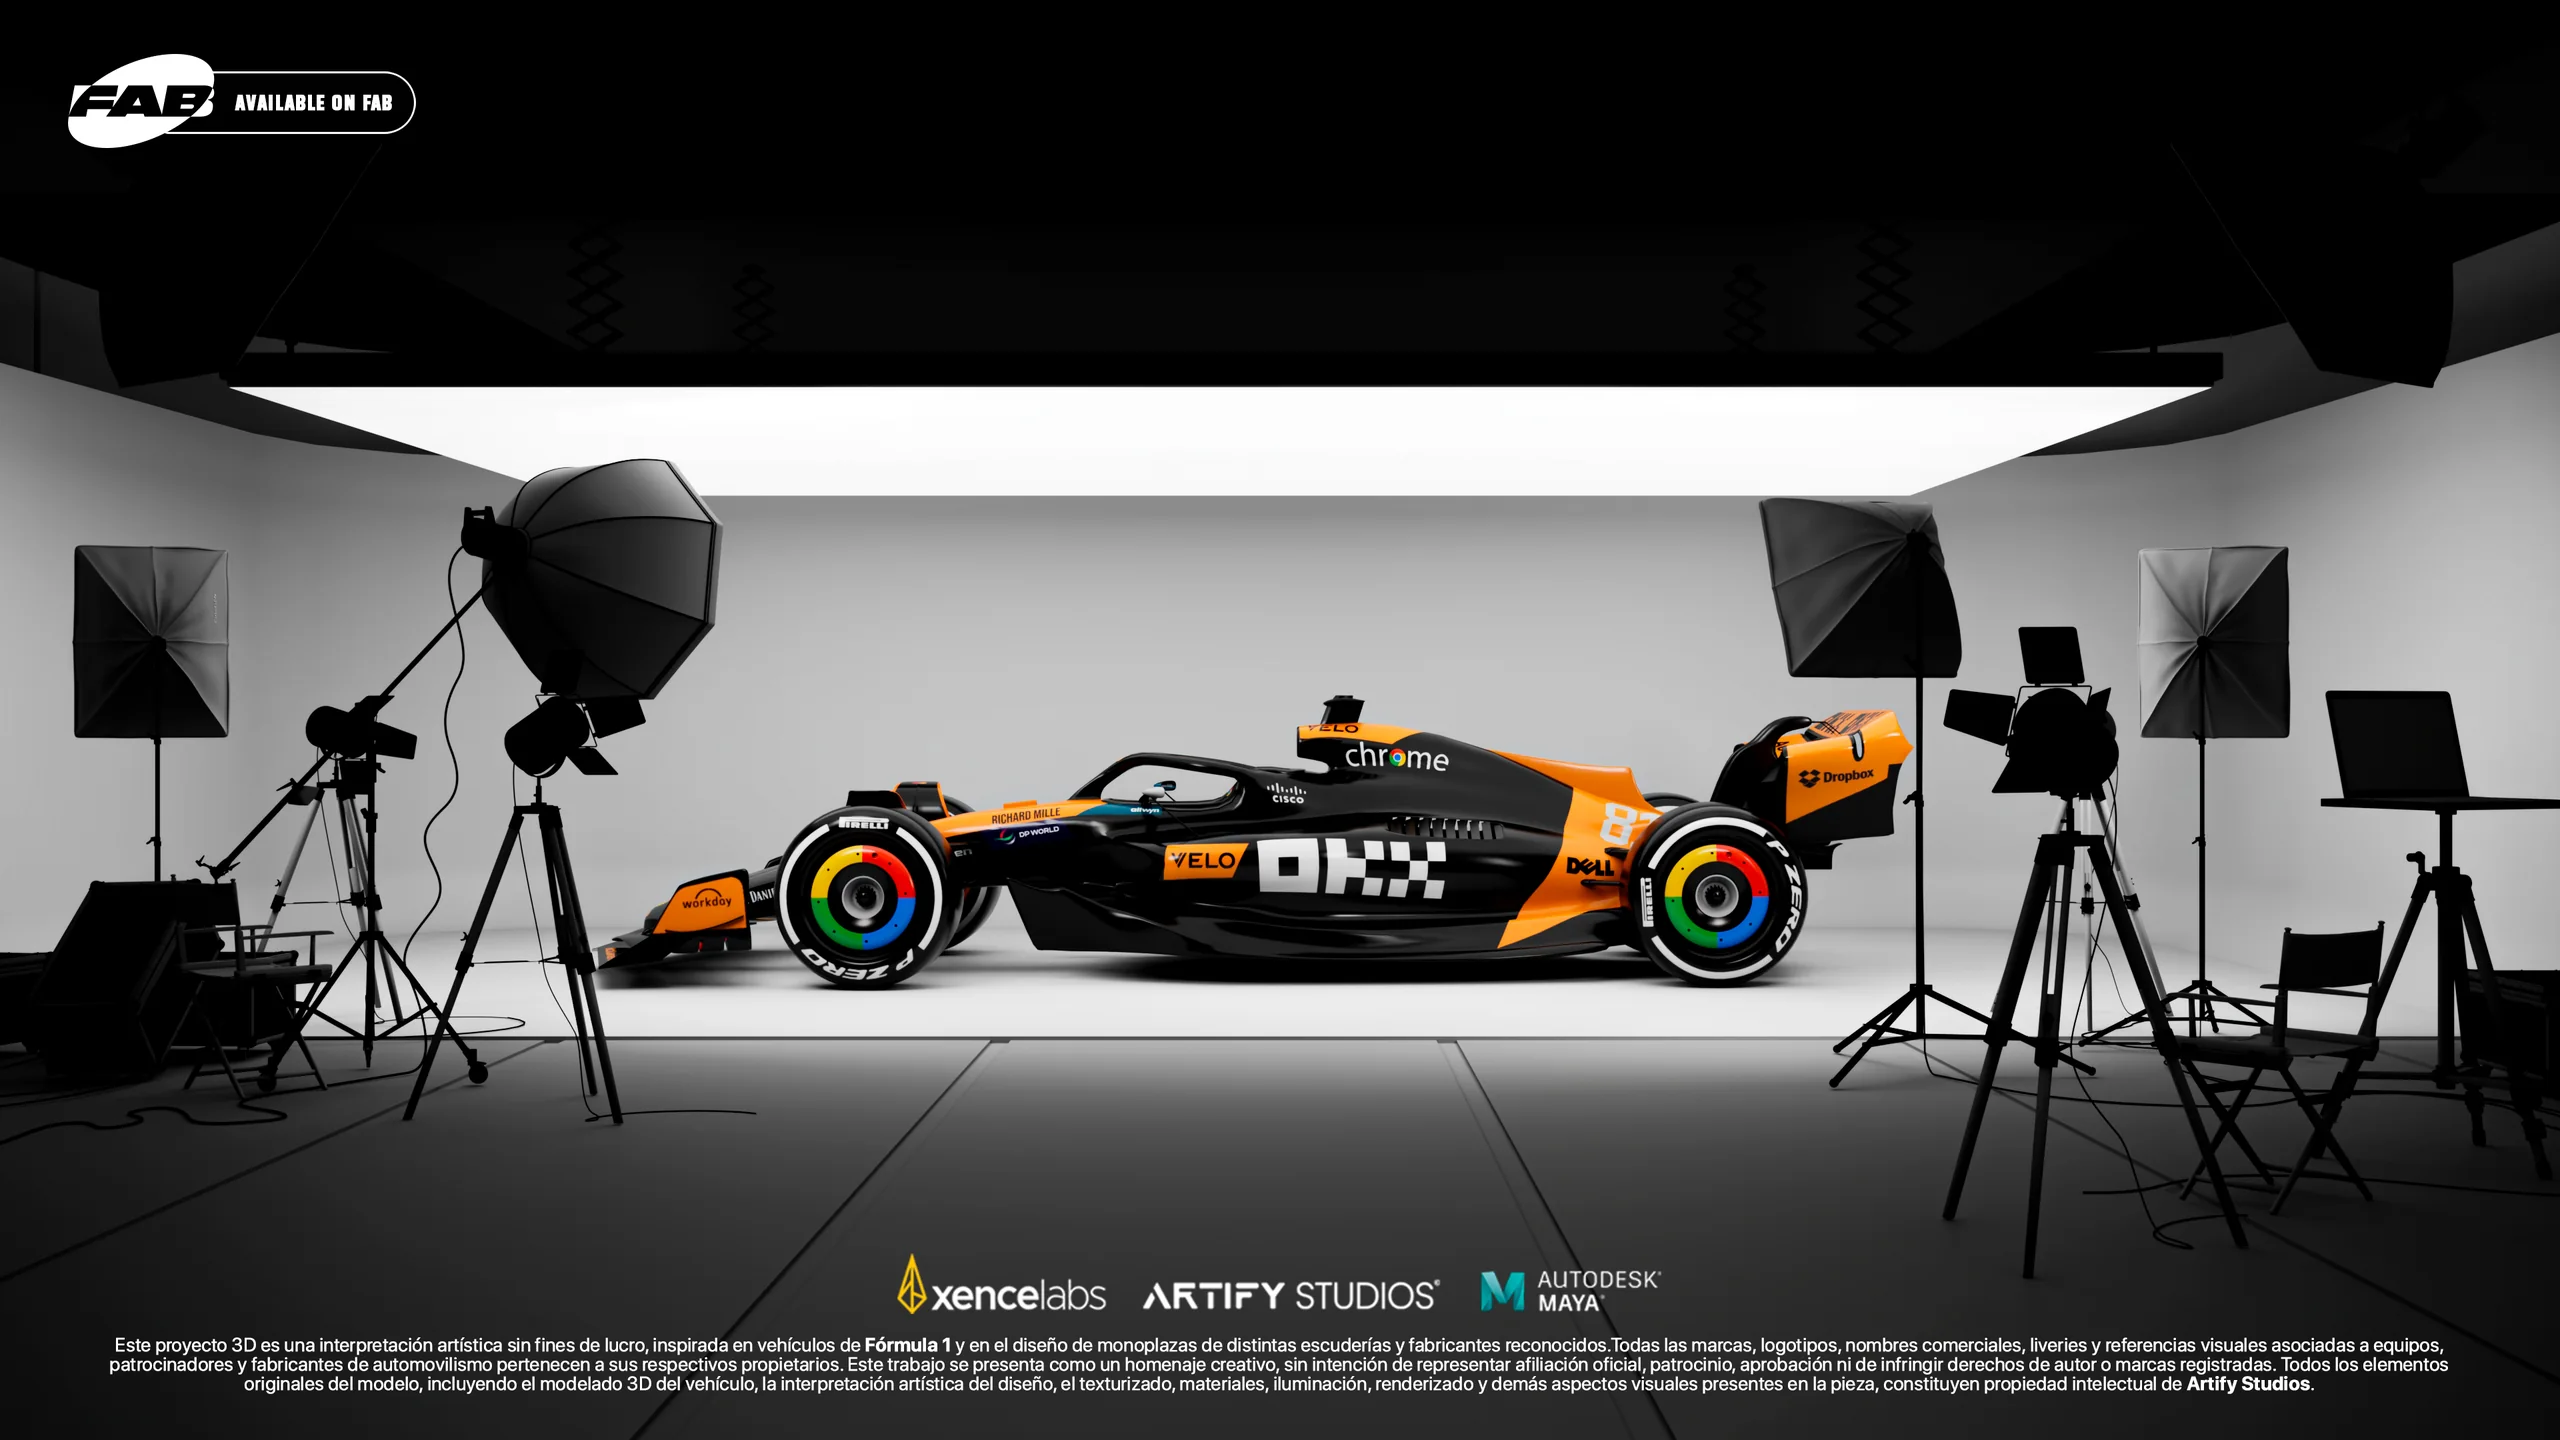 FAB AVAILABLE ON FAB
VELO
chrome
CISCO
Dropbox
RICHARD MILLE
DP WORLD
allwyn
PIRELLI
VELO
OKX
DELL
workday
P ZERO
PIRELLI
P ZERO
xencelabs ARTIFY STUDIOS® AUTODESK®
MAYA®
Este proyecto 3D es una interpretación artística sin fines de lucro, inspirada en vehículos de Fórmula 1 y en el diseño de monoplazas de distintas escuderías y fabricantes reconocidos.Todas las marcas, logotipos, nombres comerciales, liveries y referencias visuales asociadas a equipos,
patrocinadores y fabricantes de automovilismo pertenecen a sus respectivos propietarios. Este trabajo se presenta como un homenaje creativo, sin intención de representar afiliación oficial, patrocinio, aprobación ni de infringir derechos de autor o marcas registradas. Todos los elementos
originales del modelo, incluyendo el modelado 3D del vehículo, la interpretación artística del diseño, el texturizado, materiales, iluminación, renderizado y demás aspectos visuales presentes en la pieza, constituyen propiedad intelectual de Artify Studios.